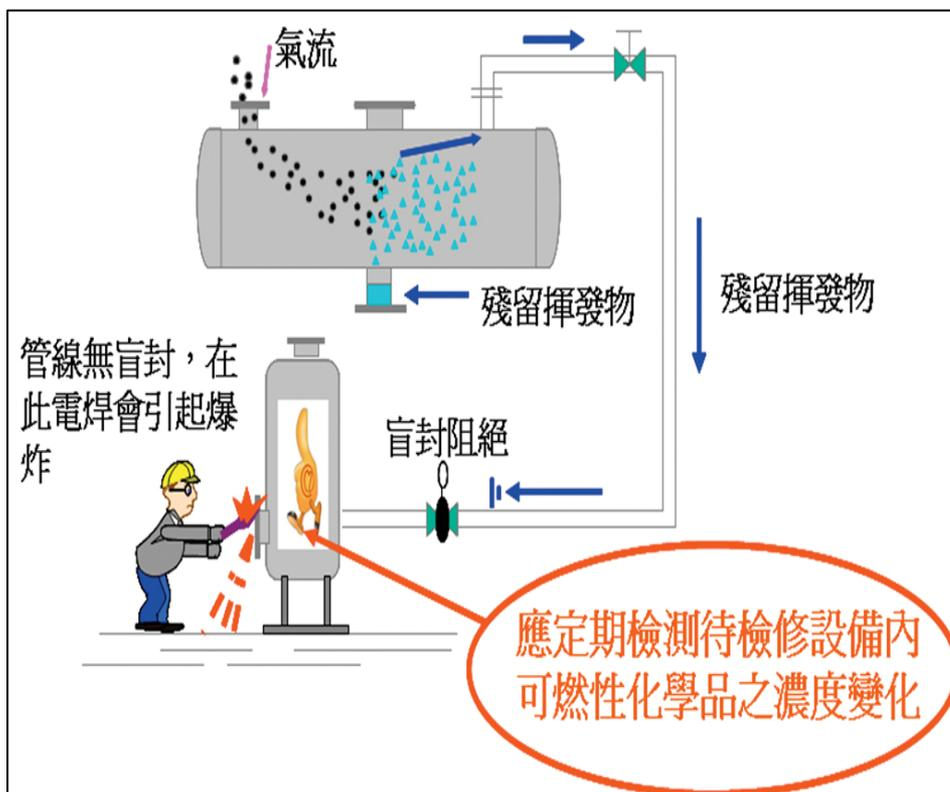 氣流
殘留揮發物
殘留揮發物
管線無盲封，在
此電焊會引起爆
炸
盲封阻絕
應定期檢測待檢修設備內
可燃性化學品之濃度變化